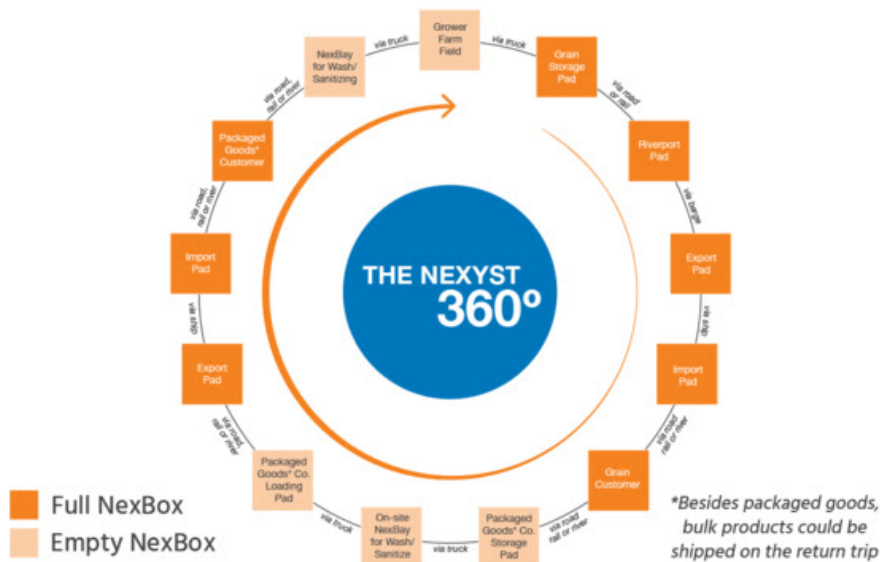 Grower
Farm
Field
via truck
Grain
Storage
Pad
via road
or rail
Riverport
Pad
via barge
Export
Pad
via ship
Import
Pad
via road
rail or river
Grain
Customer
via road
rail or river
Packaged
Goods* Co.
Storage
Pad
via truck
On-site
NexBay
for Wash/
Sanitize
via truck
Packaged
Goods* Co.
Loading
Pad
via road,
rail or river
Export
Pad
via ship
Import
Pad
via road,
rail or river
Packaged
Goods*
Customer
via road,
rail or river
NexBay
for Wash/
Sanitizing
via truck
THE NEXYST
360º
Full NexBox
Empty NexBox
*Besides packaged goods,
bulk products could be
shipped on the return trip